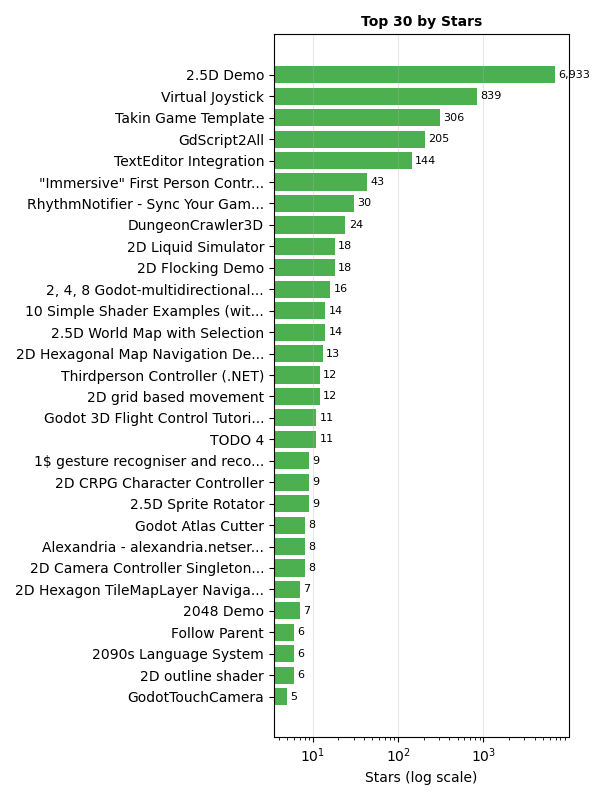 Top 30 by Stars
2.5D Demo 6,933
Virtual Joystick 839
Takin Game Template 306
GdScript2All 205
TextEditor Integration 144
"Immersive" First Person Contr... 43
RhythmNotifier - Sync Your Gam... 30
DungeonCrawler3D 24
2D Liquid Simulator 18
2D Flocking Demo 18
2, 4, 8 Godot-multidirectional... 16
10 Simple Shader Examples (wit... 14
2.5D World Map with Selection 14
2D Hexagonal Map Navigation De... 13
Thirdperson Controller (.NET) 12
2D grid based movement 12
Godot 3D Flight Control Tutori... 11
TODO 4 11
1$ gesture recogniser and reco... 9
2D CRPG Character Controller 9
2.5D Sprite Rotator 9
Godot Atlas Cutter 8
Alexandria - alexandria.netser... 8
2D Camera Controller Singleton... 8
2D Hexagon TileMapLayer Naviga... 7
2048 Demo 7
Follow Parent 6
2090s Language System 6
2D outline shader 6
GodotTouchCamera 5
10¹ 10² 10³
Stars (log scale)